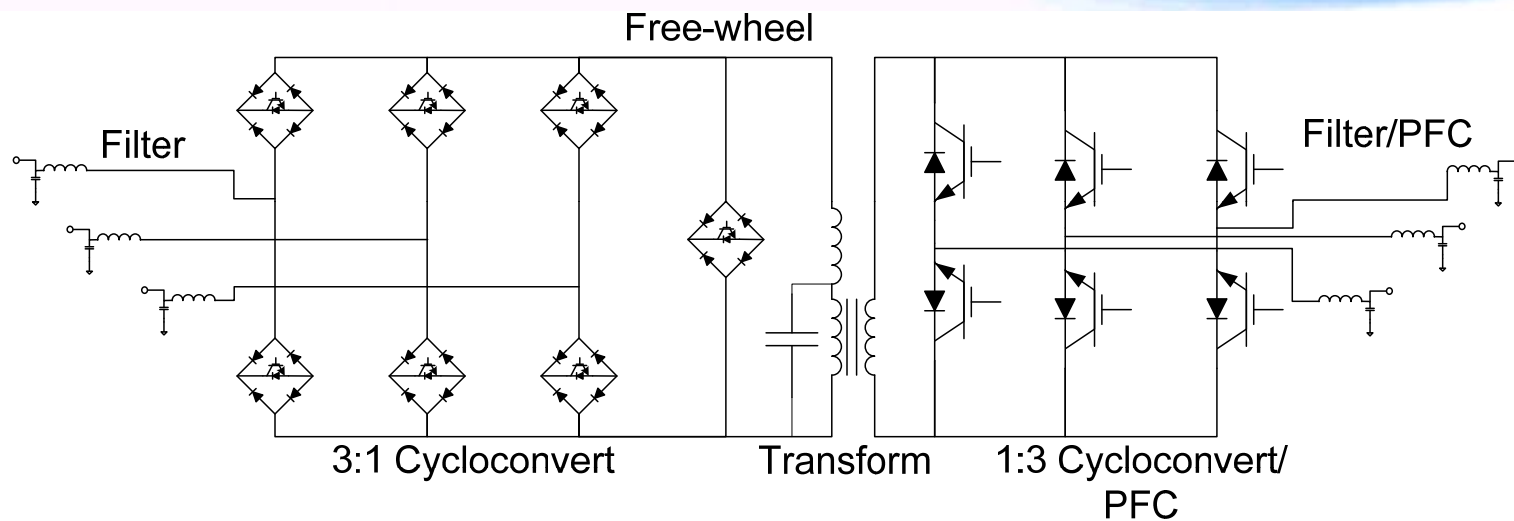 Free-wheel
Filter
Filter/PFC
3:1 Cycloconvert
Transform
1:3 Cycloconvert/
PFC